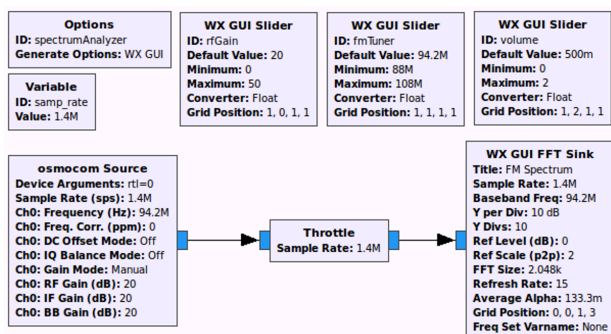 Options
ID: spectrumAnalyzer
Generate Options: WX GUI
Variable
ID: samp_rate
Value: 1.4M
WX GUI Slider
ID: rfGain
Default Value: 20
Minimum: 0
Maximum: 50
Converter: Float
Grid Position: 1, 0, 1, 1
WX GUI Slider
ID: fmTuner
Default Value: 94.2M
Minimum: 88M
Maximum: 108M
Converter: Float
Grid Position: 1, 1, 1, 1
WX GUI Slider
ID: volume
Default Value: 500m
Minimum: 0
Maximum: 2
Converter: Float
Grid Position: 1, 2, 1, 1
osmocom Source
Device Arguments: rtl=0
Sample Rate (sps): 1.4M
Ch0: Frequency (Hz): 94.2M
Ch0: Freq. Corr. (ppm): 0
Ch0: DC Offset Mode: Off
Ch0: IQ Balance Mode: Off
Ch0: Gain Mode: Manual
Ch0: RF Gain (dB): 20
Ch0: IF Gain (dB): 20
Ch0: BB Gain (dB): 20
Throttle
Sample Rate: 1.4M
WX GUI FFT Sink
Title: FM Spectrum
Sample Rate: 1.4M
Baseband Freq: 94.2M
Y per Div: 10 dB
Y Divs: 10
Ref Level (dB): 0
Ref Scale (p2p): 2
FFT Size: 2.048k
Refresh Rate: 15
Average Alpha: 133.3m
Grid Position: 0, 0, 1, 3
Freq Set Varname: None